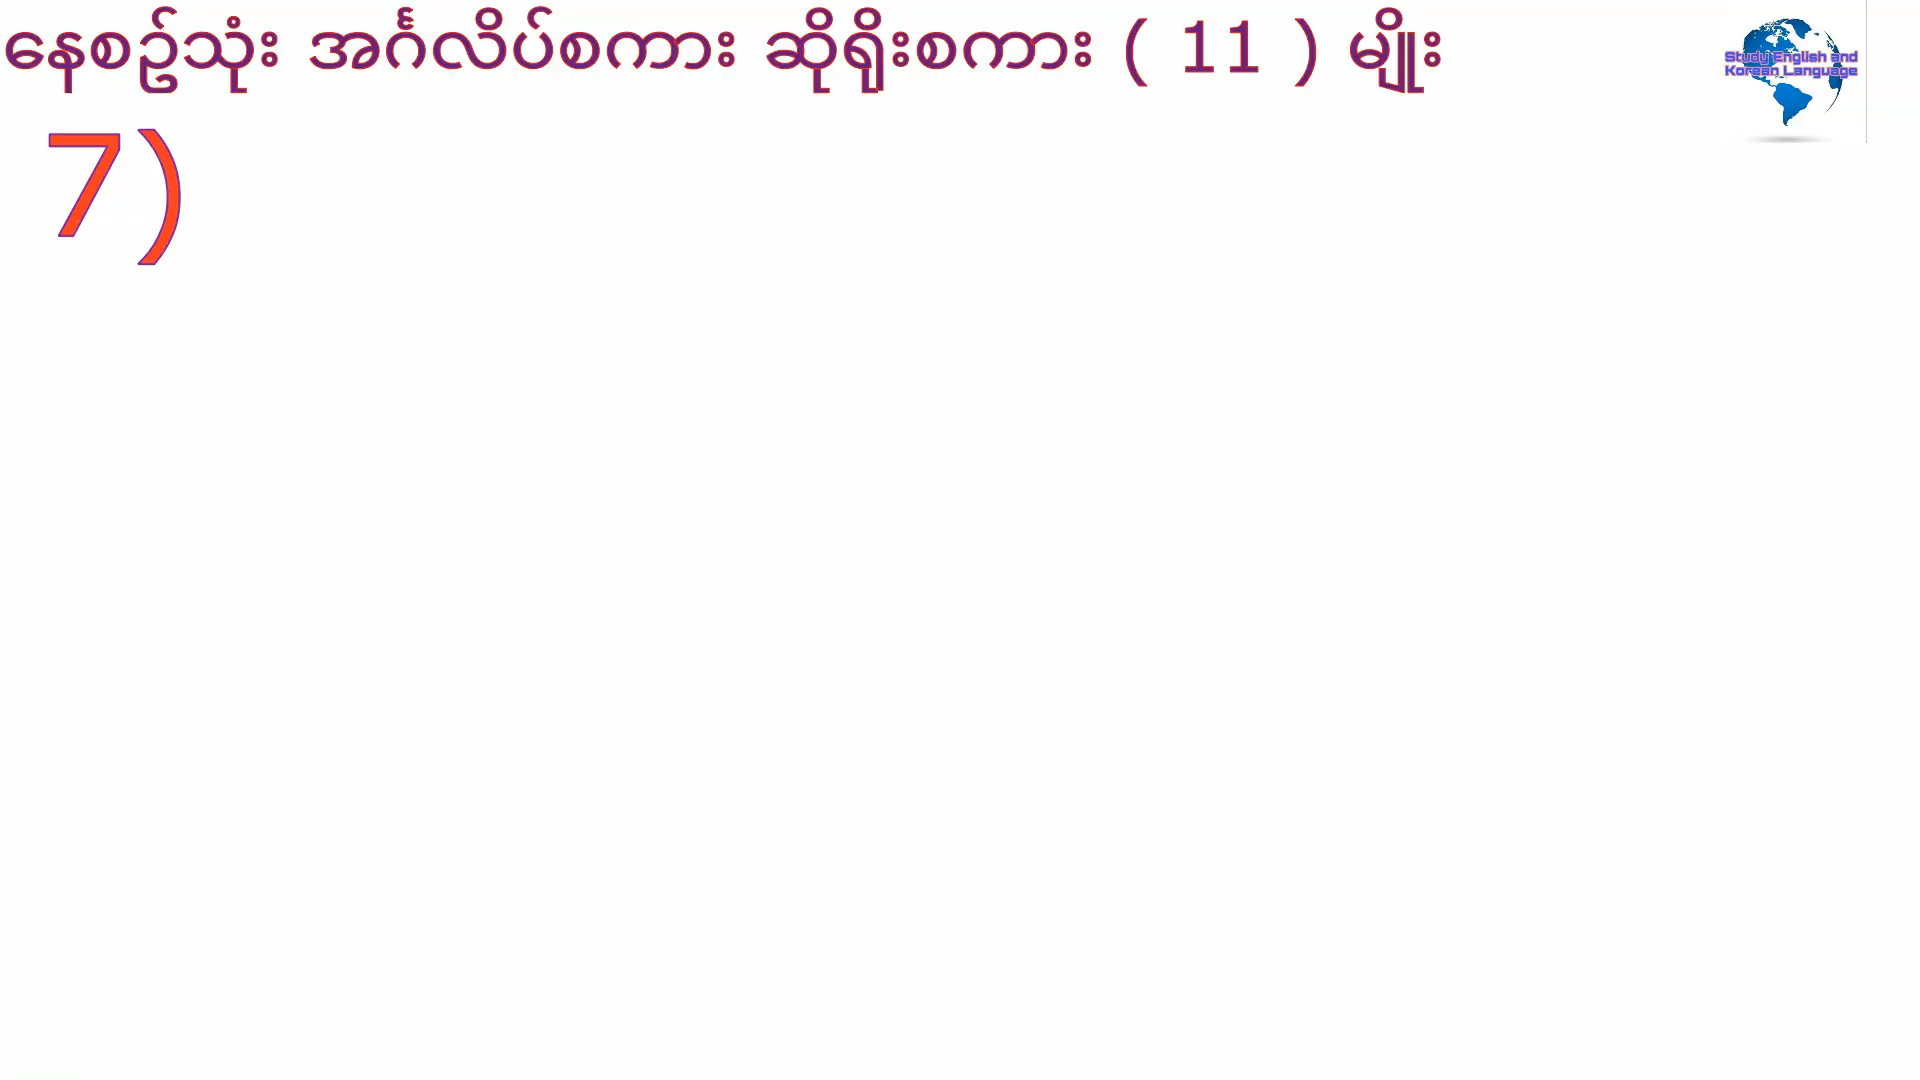 နေ့စဥ်သုံး အင်္ဂလိပ်စကား ဆိုရိုးစကား ( 11 ) မျိုး
Study English and
Korean Language
7)